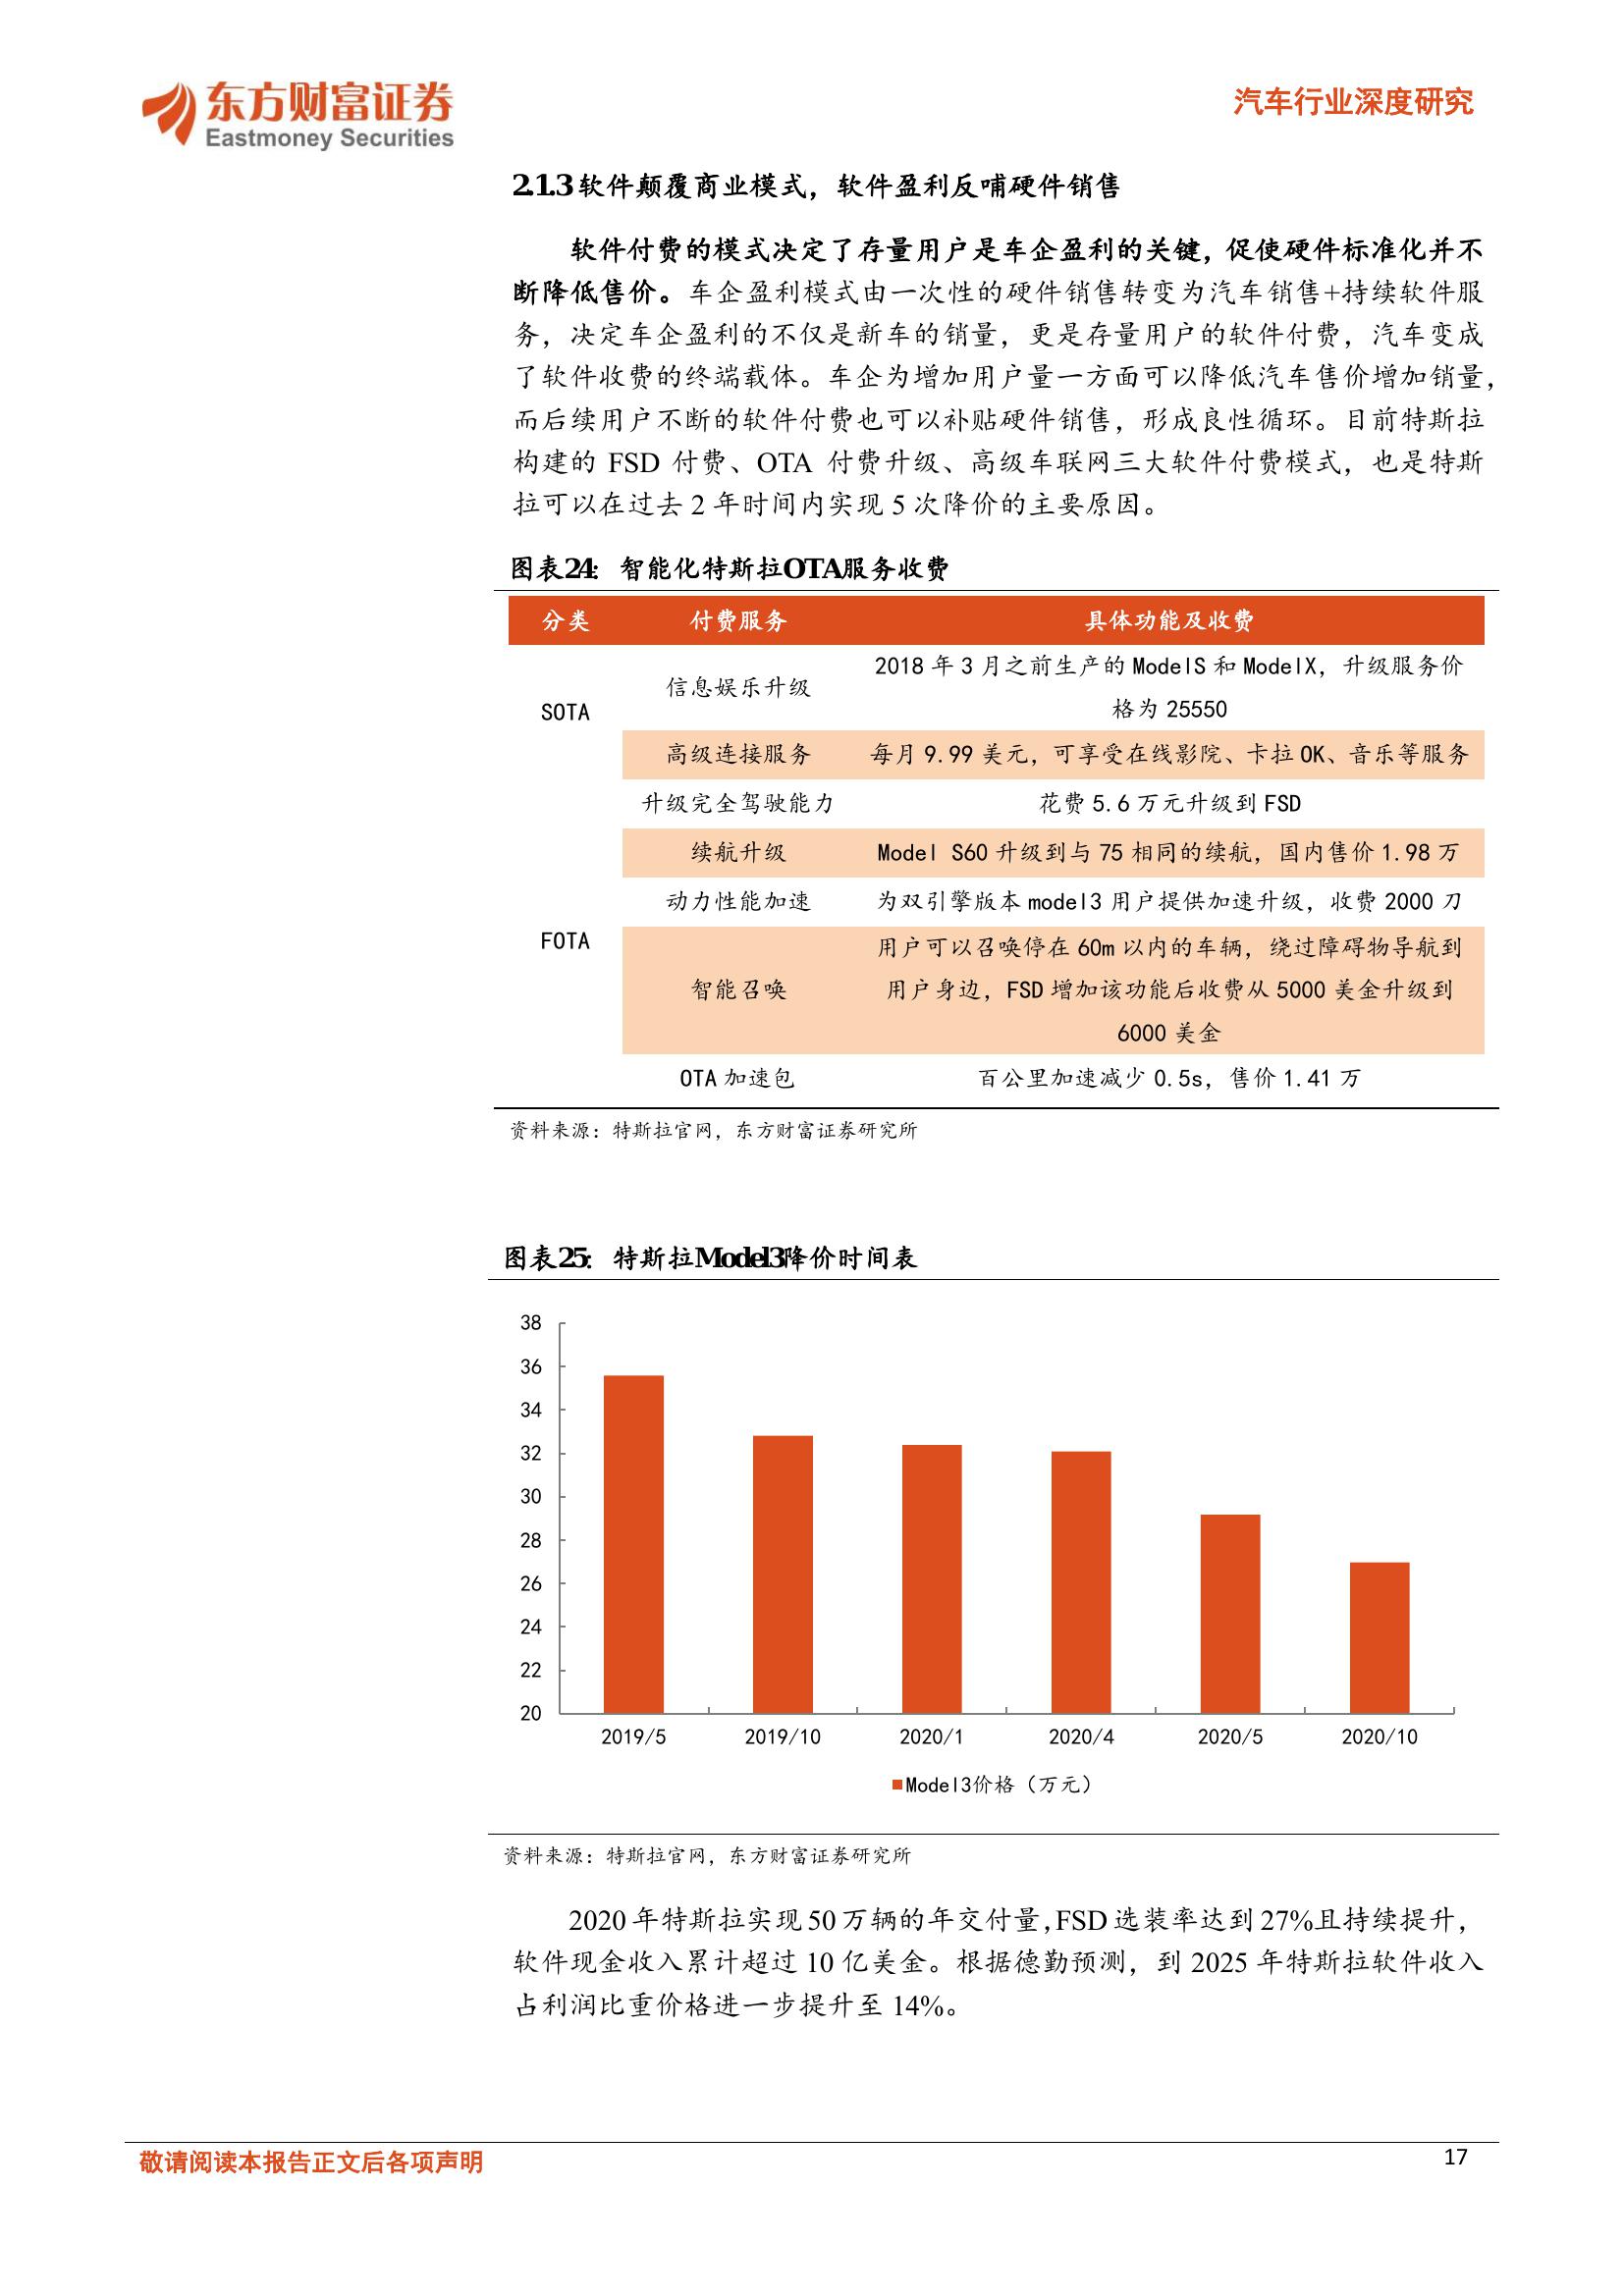 东方财富证券
Eastmoney Securities
汽车行业深度研究
2.1.3 软件颠覆商业模式，软件盈利反哺硬件销售
软件付费的模式决定了存量用户是车企盈利的关键，促使硬件标准化并不
断降低售价。车企盈利模式由一次性的硬件销售转变为汽车销售+持续软件服
务，决定车企盈利的不仅是新车的销量，更是存量用户的软件付费，汽车变成
了软件收费的终端载体。车企为增加用户量一方面可以降低汽车售价增加销量，
而后续用户不断的软件付费也可以补贴硬件销售，形成良性循环。目前特斯拉
构建的 FSD 付费、OTA 付费升级、高级车联网三大软件付费模式，也是特斯
拉可以在过去 2 年时间内实现 5 次降价的主要原因。
图表24：智能化特斯拉OTA服务收费
分类 付费服务 具体功能及收费
SOTA
信息娱乐升级
2018 年 3 月之前生产的 ModelS 和 ModelX，升级服务价
格为 25550
高级连接服务 每月 9.99 美元，可享受在线影院、卡拉 OK、音乐等服务
升级完全驾驶能力 花费 5.6 万元升级到 FSD
续航升级 Model S60 升级到与 75 相同的续航，国内售价 1.98 万
动力性能加速 为双引擎版本 model3 用户提供加速升级，收费 2000 刀
FOTA
智能召唤
用户可以召唤停在 60m 以内的车辆，绕过障碍物导航到
用户身边，FSD 增加该功能后收费从 5000 美金升级到
6000 美金
OTA 加速包 百公里加速减少 0.5s，售价 1.41 万
资料来源：特斯拉官网，东方财富证券研究所
图表25：特斯拉Model3降价时间表
38
36
34
32
30
28
26
24
22
20
2019/5 2019/10 2020/1 2020/4 2020/5 2020/10
Model3价格（万元）
资料来源：特斯拉官网，东方财富证券研究所
2020 年特斯拉实现 50 万辆的年交付量，FSD 选装率达到 27%且持续提升，
软件现金收入累计超过 10 亿美金。根据德勤预测，到 2025 年特斯拉软件收入
占利润比重价格进一步提升至 14%。
敬请阅读本报告正文后各项声明
17